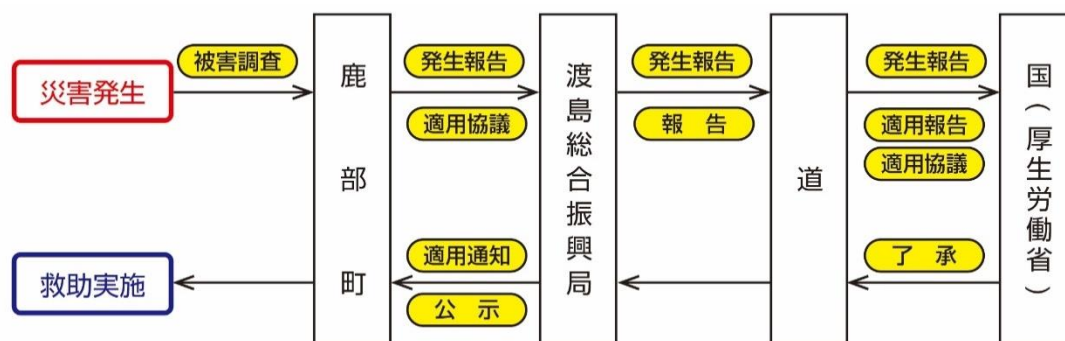 災害発生
被害調査
鹿部町
発生報告
適用協議
渡島総合振興局
発生報告
報 告
道
発生報告
適用報告
適用協議
国(厚生労働省)
了 承
適用通知
公 示
救助実施